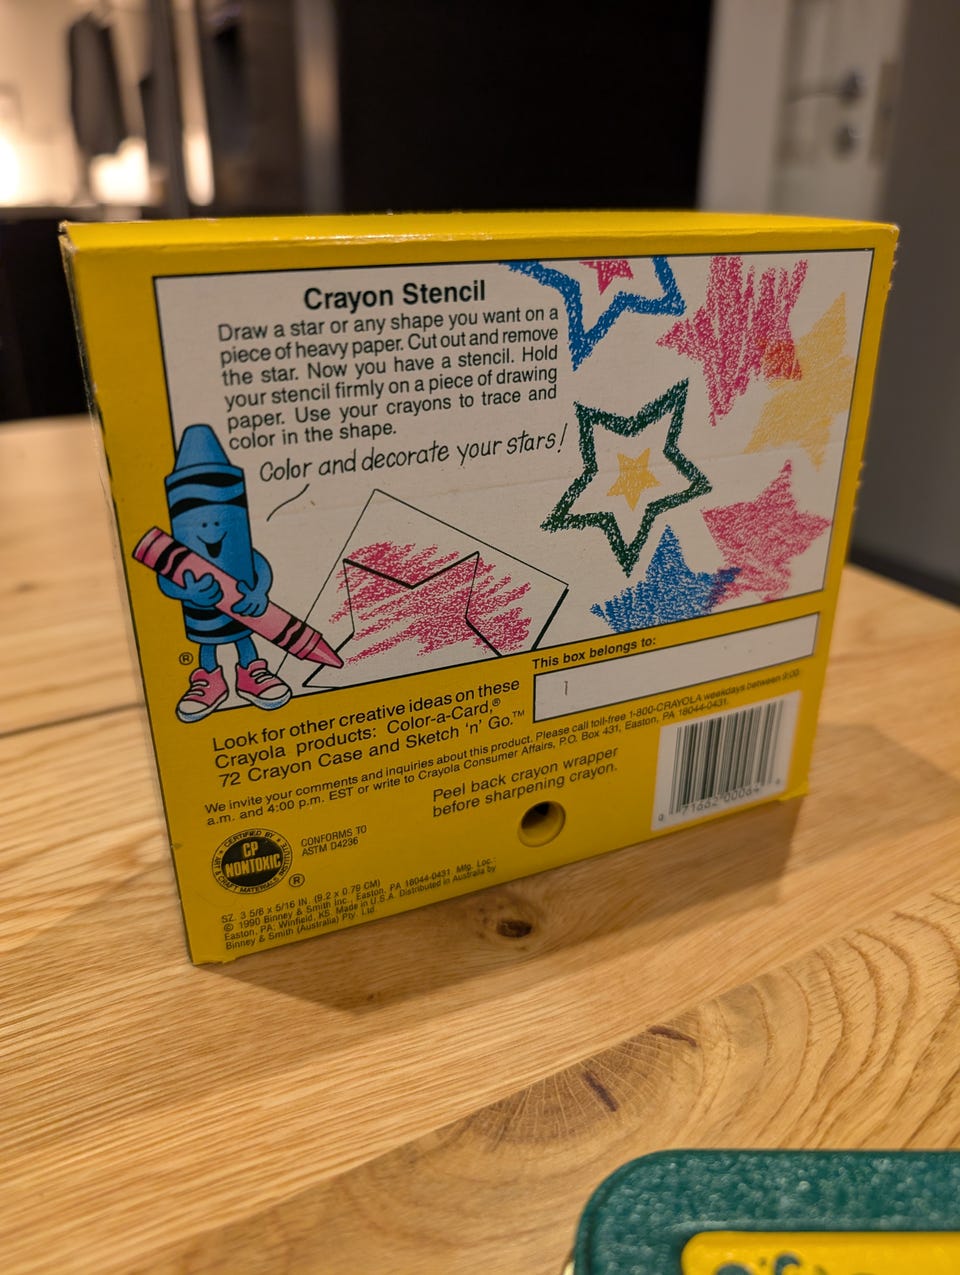 Crayon Stencil
Draw a star or any shape you want on a
piece of heavy paper. Cut out and remove
the star. Now you have a stencil. Hold
your stencil firmly on a piece of drawing
paper. Use your crayons to trace and
color in the shape.
Color and decorate your stars!
This box belongs to:
®
Look for other creative ideas on these
Crayola products: Color-a-Card,®
72 Crayon Case and Sketch 'n' Go.™
We invite your comments and inquiries about this product. Please call toll-free 1-800-CRAYOLA weekdays between 9:00
a.m. and 4:00 p.m. EST or write to Crayola Consumer Affairs, P.O. Box 431, Easton, PA 18044-0431.
Peel back crayon wrapper
before sharpening crayon.
CERTIFIED BY
CP
NONTOXIC
ART & CRAFT MATERIALS INSTITUTE
®
CONFORMS TO
ASTM D4236
0 71662 00064
SZ. 3 5/8 x 5/16 IN. (9.2 x 0.79 CM)
© 1990 Binney & Smith Inc., Easton, PA 18044-0431. Mfg. Loc.:
Easton, PA; Winfield, KS. Made in U.S.A. Distributed in Australia by
Binney & Smith (Australia) Pty. Ltd